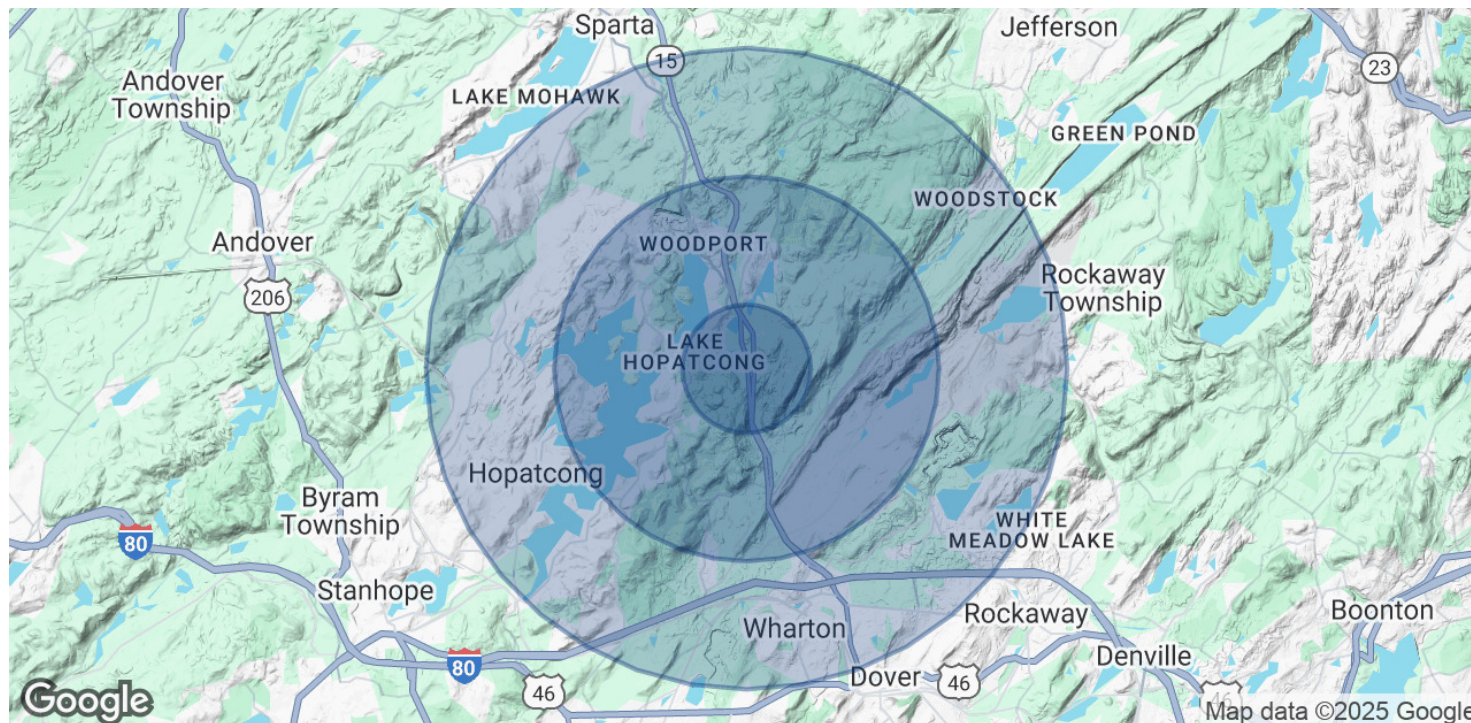 Sparta
Jefferson
15
23
Andover
Township
LAKE MOHAWK
GREEN POND
WOODSTOCK
Andover
WOODPORT
206
Rockaway
Township
LAKE
HOPATCONG
Hopatcong
Byram
Township
WHITE
MEADOW LAKE
80
Stanhope
Rockaway
Boonton
Wharton
Denville
80
46
Dover
46
46
Google
Map data ©2025 Google